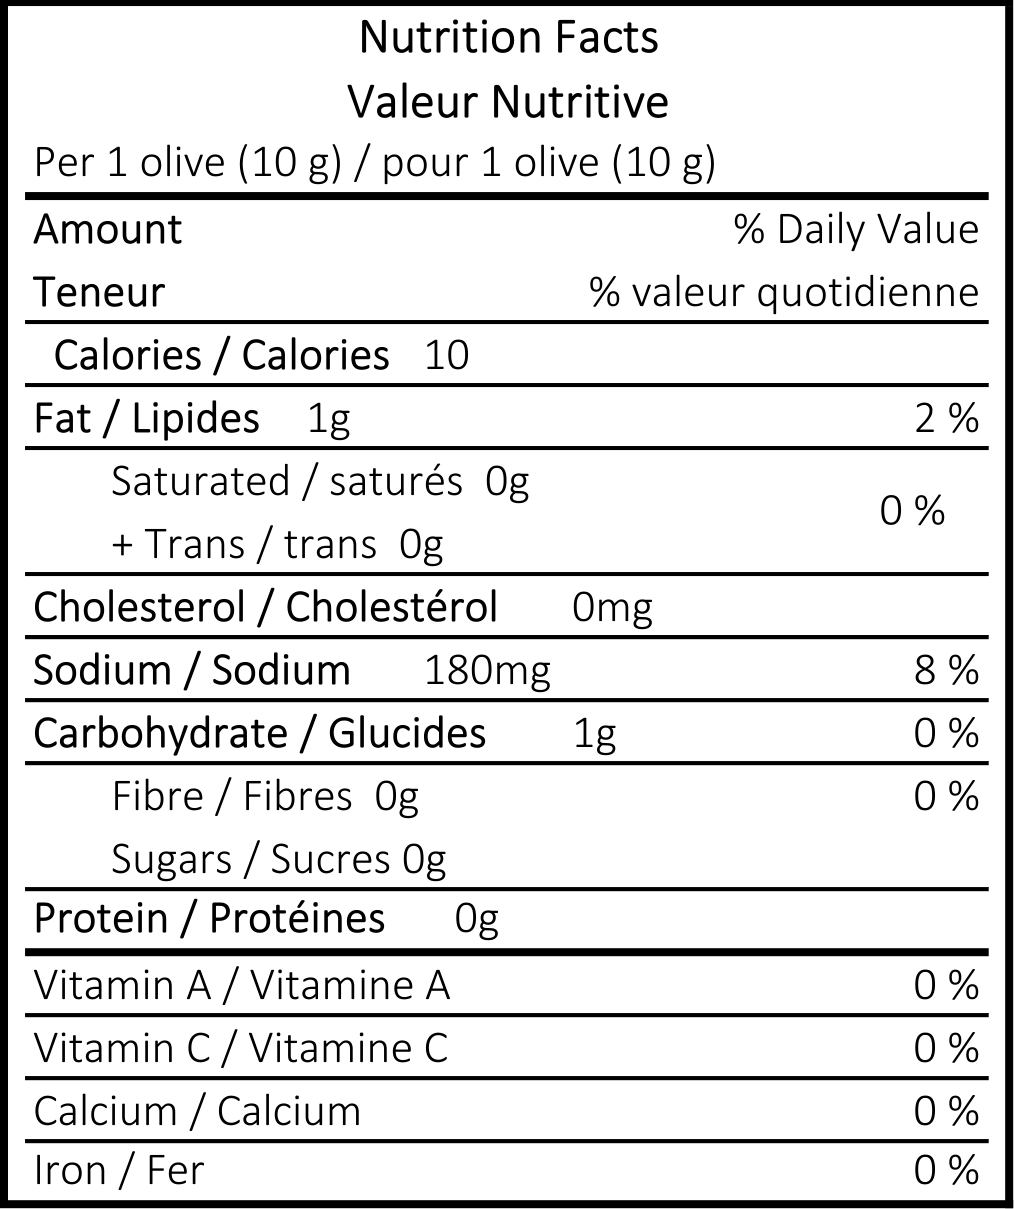 Nutrition Facts
Valeur Nutritive
Per 1 olive (10 g) / pour 1 olive (10 g)
Amount % Daily Value
Teneur % valeur quotidienne
Calories / Calories 10
Fat / Lipides 1g 2 %
Saturated / saturés 0g
0 %
+ Trans / trans 0g
Cholesterol / Cholestérol 0mg
Sodium / Sodium 180mg 8 %
Carbohydrate / Glucides 1g 0 %
Fibre / Fibres 0g 0 %
Sugars / Sucres 0g
Protein / Protéines 0g
Vitamin A / Vitamine A 0 %
Vitamin C / Vitamine C 0 %
Calcium / Calcium 0 %
Iron / Fer 0 %